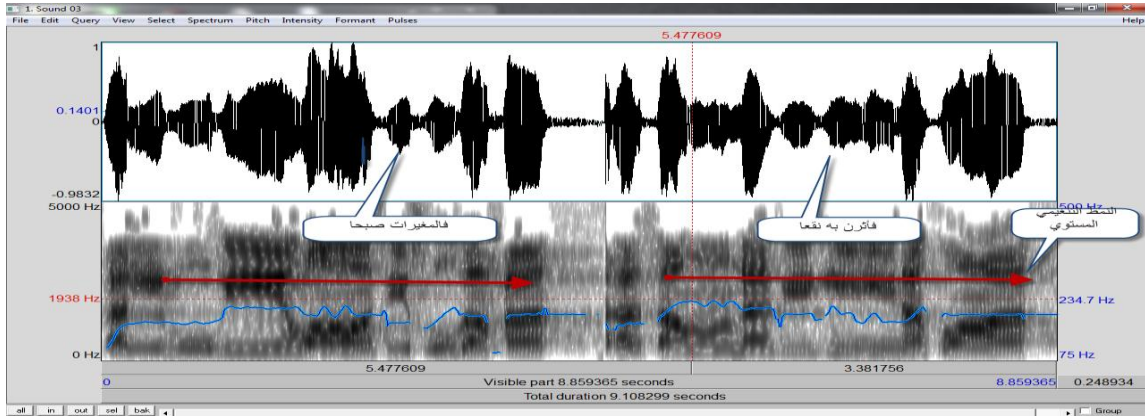 1. Sound 03
File Edit Query View Select Spectrum Pitch Intensity Formant Pulses Help
5.477609
1
0.1401
0
-0.9832
5000 Hz
500 Hz
فالمغيرات صبحا
فأثرن به نقعا
النمط التنغيمي
المستوي
1938 Hz
234.7 Hz
0 Hz
75 Hz
5.477609 3.381756
0 Visible part 8.859365 seconds 8.859365 0.248934
Total duration 9.108299 seconds
all in out sel bak Group